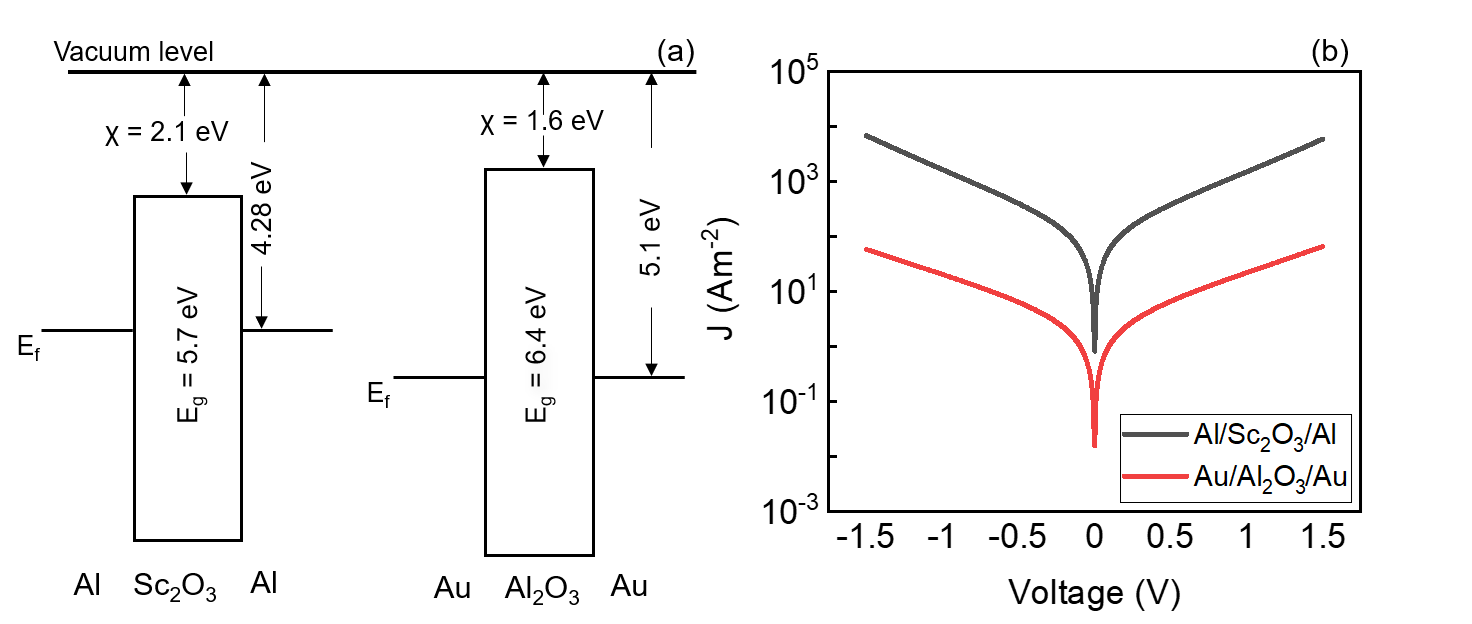 Vacuum level
(a)
χ = 2.1 eV
4.28 eV
χ = 1.6 eV
5.1 eV
E_g = 5.7 eV
E_g = 6.4 eV
E_f
E_f
Al Sc₂O₃ Al
Au Al₂O₃ Au
(b)
10⁵
10³
10¹
10⁻¹
10⁻³
J (Am⁻²)
Al/Sc₂O₃/Al
Au/Al₂O₃/Au
-1.5 -1 -0.5 0 0.5 1 1.5
Voltage (V)